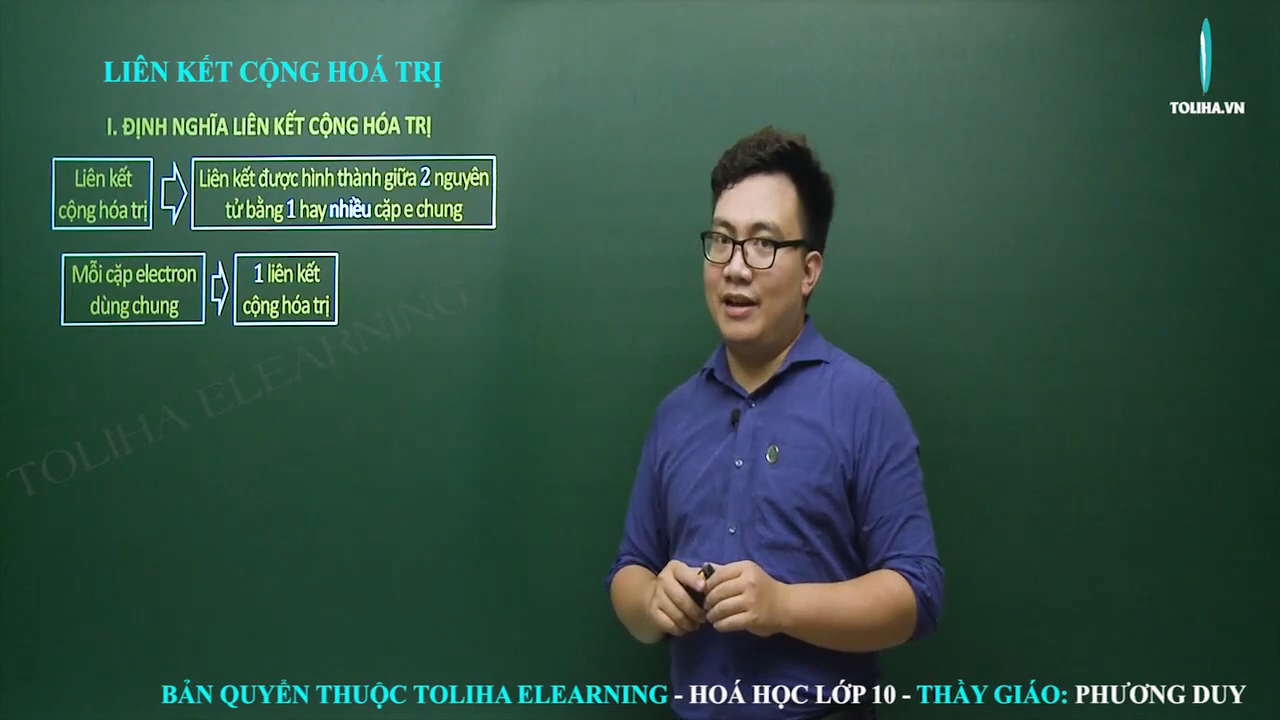 LIÊN KẾT CỘNG HOÁ TRỊ
TOLIHA.VN
I. ĐỊNH NGHĨA LIÊN KẾT CỘNG HÓA TRỊ
Liên kết
cộng hóa trị
Liên kết được hình thành giữa 2 nguyên
tử bằng 1 hay nhiều cặp e chung
Mỗi cặp electron
dùng chung
1 liên kết
cộng hóa trị
TOLIHA ELEARNING
BẢN QUYỀN THUỘC TOLIHA ELEARNING - HOÁ HỌC LỚP 10 - THẦY GIÁO: PHƯƠNG DUY